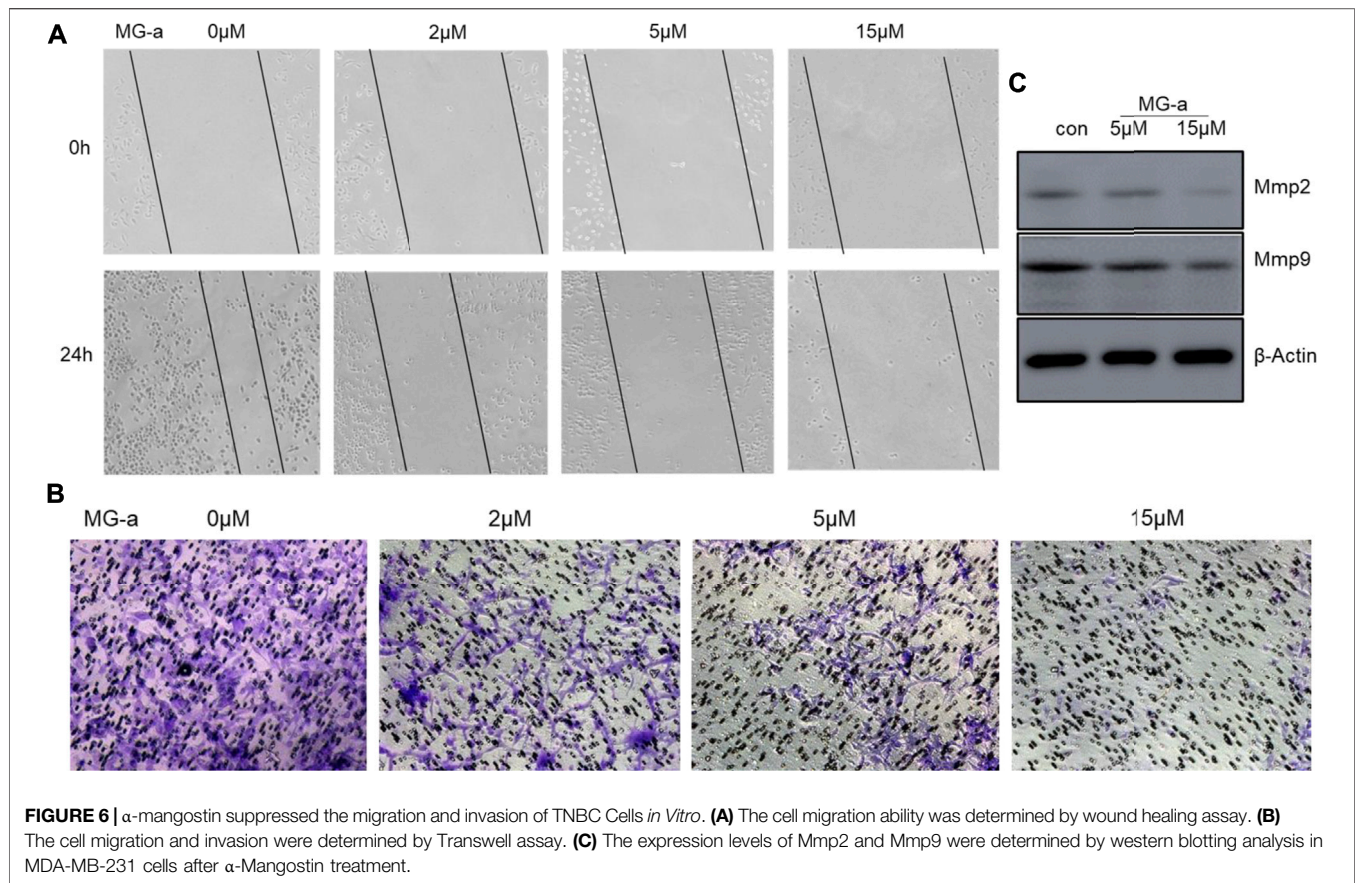 A
MG-a 0µM 2µM 5µM 15µM
0h
24h
C
MG-a
con 5µM 15µM
Mmp2
Mmp9
β-Actin
B
MG-a 0µM 2µM 5µM 15µM
FIGURE 6 | α-mangostin suppressed the migration and invasion of TNBC Cells in Vitro. (A) The cell migration ability was determined by wound healing assay. (B)
The cell migration and invasion were determined by Transwell assay. (C) The expression levels of Mmp2 and Mmp9 were determined by western blotting analysis in
MDA-MB-231 cells after α-Mangostin treatment.